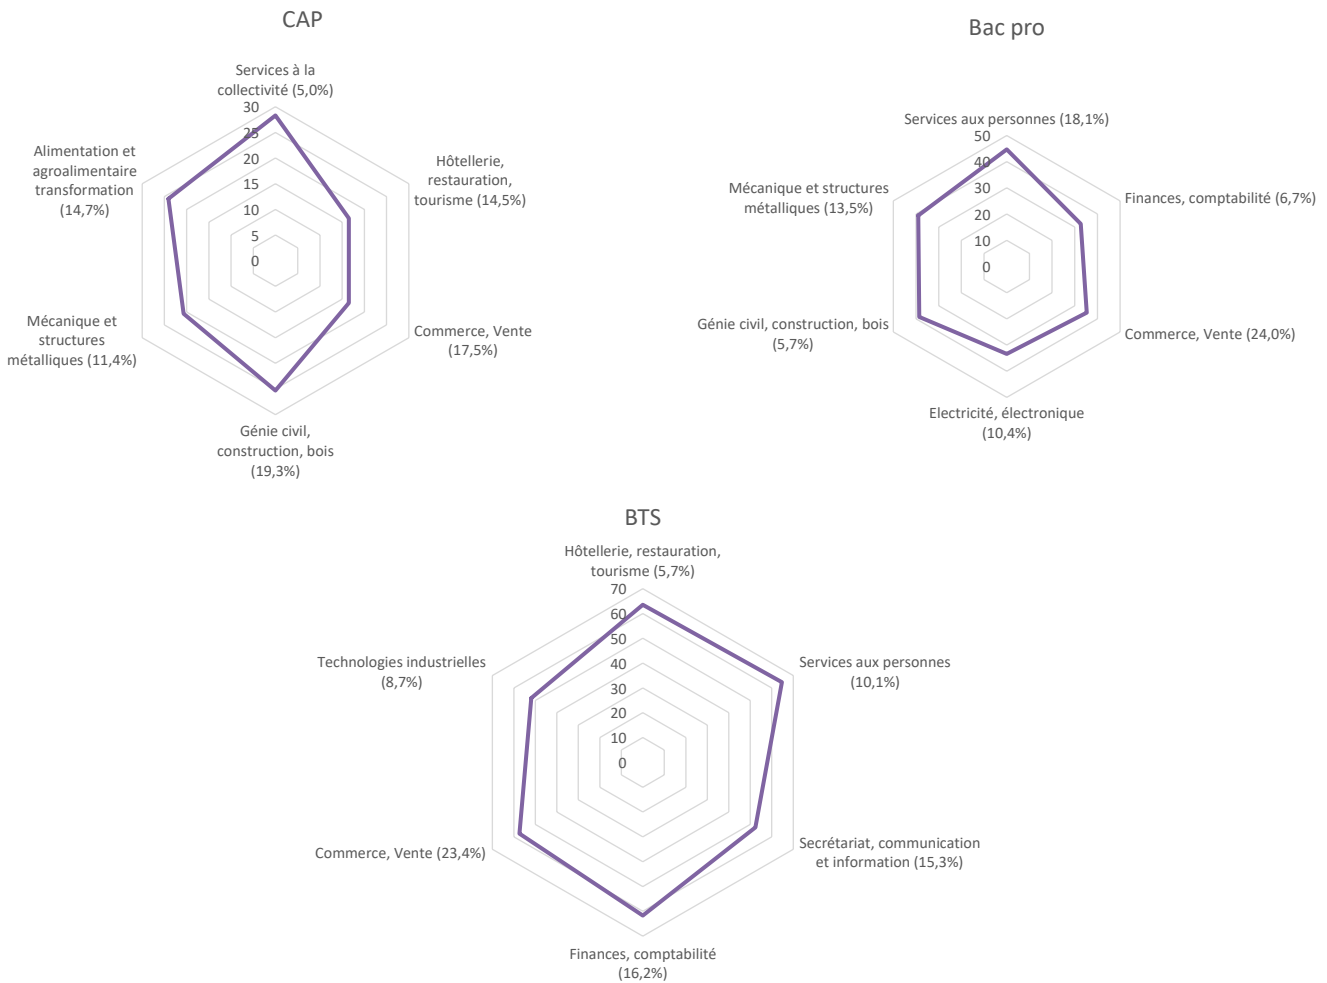 CAP
Services à la
collectivité (5,0%)
30
25
20
15
10
5
0
Hôtellerie,
restauration,
tourisme (14,5%)
Commerce, Vente
(17,5%)
Génie civil,
construction, bois
(19,3%)
Mécanique et
structures
métalliques (11,4%)
Alimentation et
agroalimentaire
transformation
(14,7%)
Bac pro
Services aux personnes (18,1%)
50
40
30
20
10
0
Finances, comptabilité (6,7%)
Commerce, Vente (24,0%)
Electricité, électronique
(10,4%)
Génie civil, construction, bois
(5,7%)
Mécanique et structures
métalliques (13,5%)
BTS
Hôtellerie, restauration,
tourisme (5,7%)
70
60
50
40
30
20
10
0
Services aux personnes
(10,1%)
Secrétariat, communication
et information (15,3%)
Finances, comptabilité
(16,2%)
Commerce, Vente (23,4%)
Technologies industrielles
(8,7%)